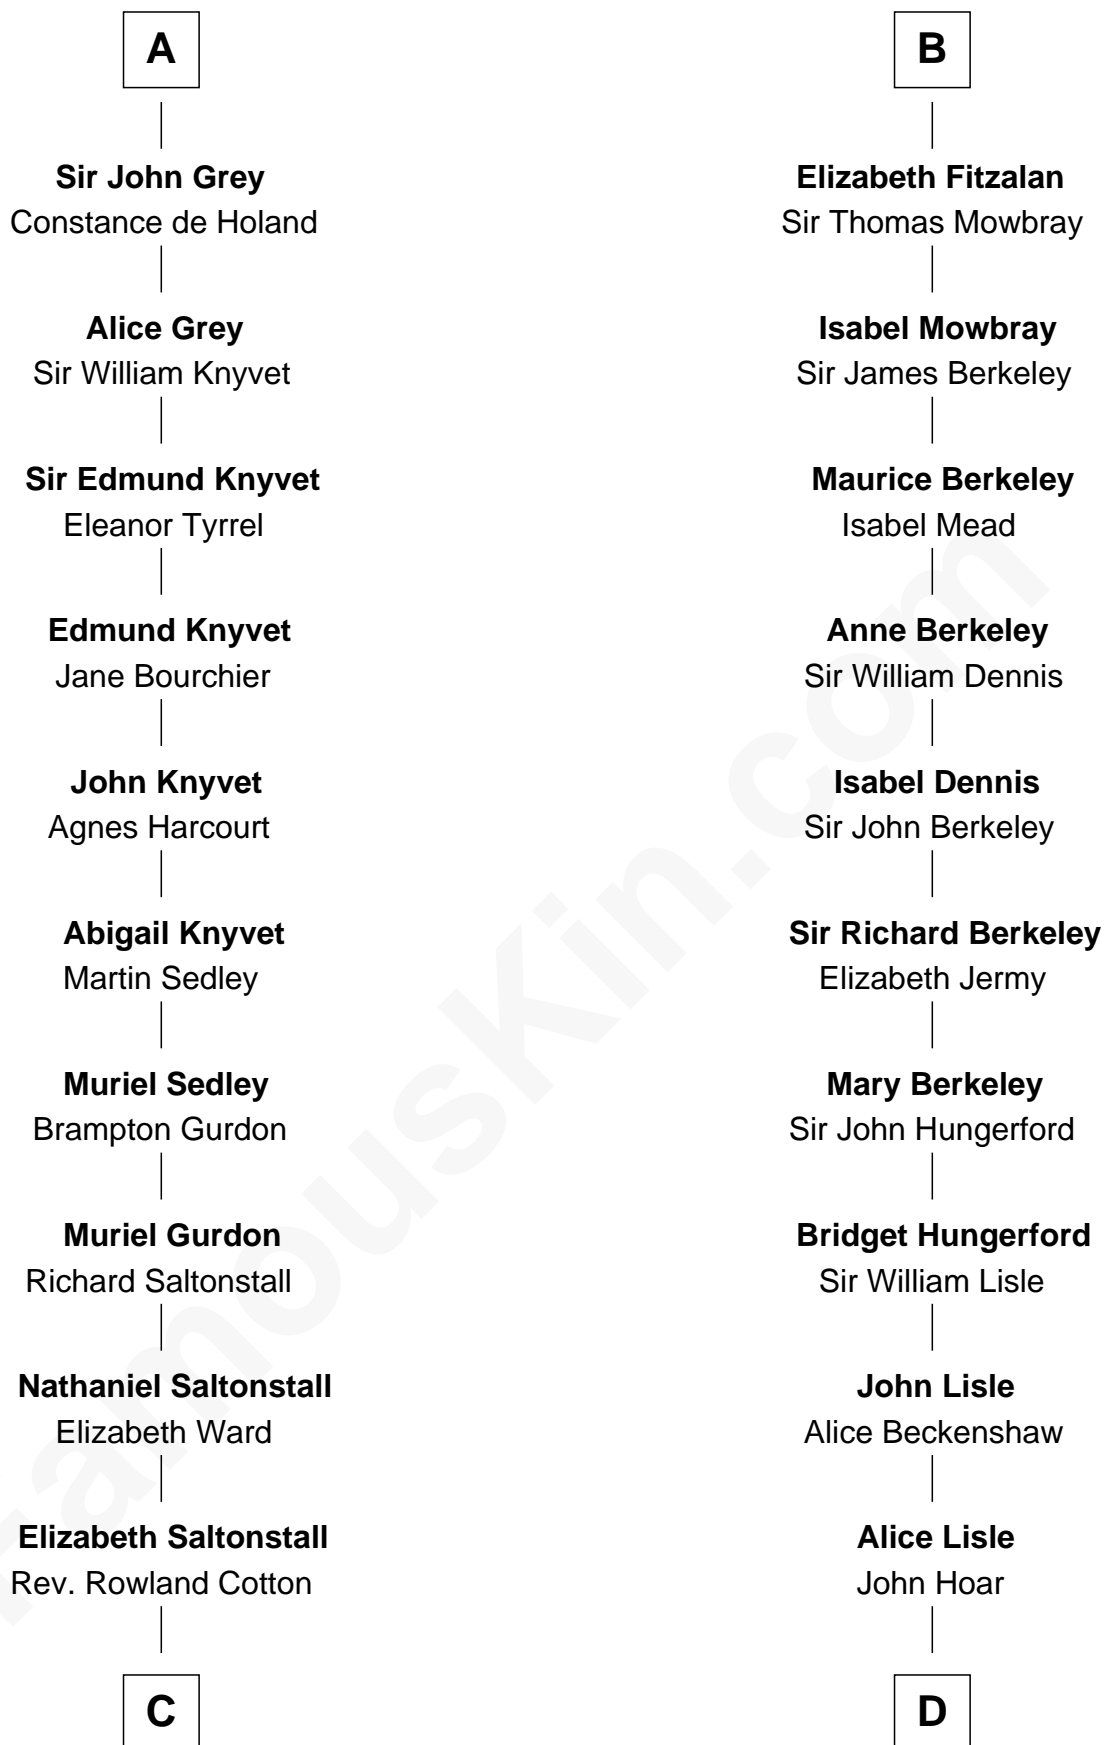 A
Sir John Grey
Constance de Holand
Alice Grey
Sir William Knyvet
Sir Edmund Knyvet
Eleanor Tyrrel
Edmund Knyvet
Jane Bourchier
John Knyvet
Agnes Harcourt
Abigail Knyvet
Martin Sedley
Muriel Sedley
Brampton Gurdon
Muriel Gurdon
Richard Saltonstall
Nathaniel Saltonstall
Elizabeth Ward
Elizabeth Saltonstall
Rev. Rowland Cotton
C
B
Elizabeth Fitzalan
Sir Thomas Mowbray
Isabel Mowbray
Sir James Berkeley
Maurice Berkeley
Isabel Mead
Anne Berkeley
Sir William Dennis
Isabel Dennis
Sir John Berkeley
Sir Richard Berkeley
Elizabeth Jermy
Mary Berkeley
Sir John Hungerford
Bridget Hungerford
Sir William Lisle
John Lisle
Alice Beckenshaw
Alice Lisle
John Hoar
D
FamousKin.com